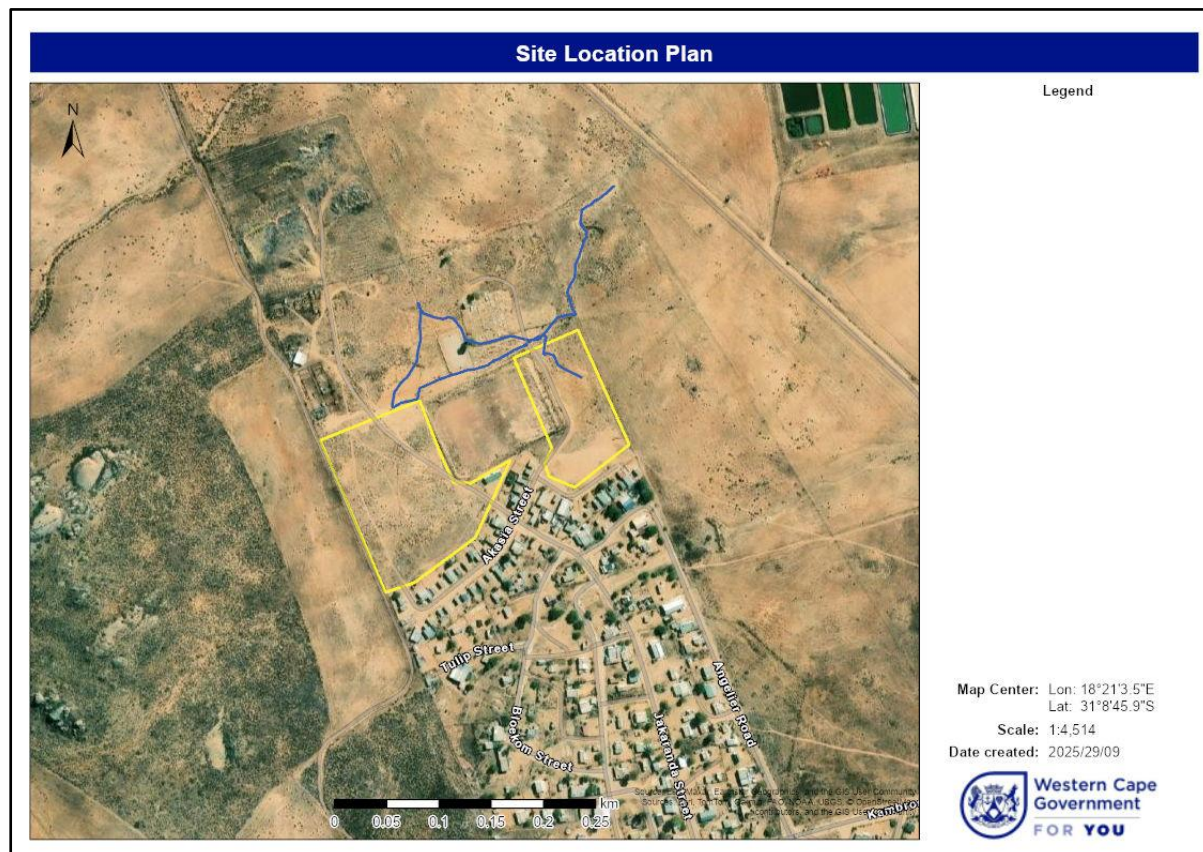 Site Location Plan
N
Legend
Akasia Street
Tulip Street
Bloekom Street
Jakaranda Street
Angelier Road
Map Center: Lon: 18°21'3.5"E
Lat: 31°8'45.9"S
Scale: 1:4,514
Date created: 2025/29/09
km
0 0.05 0.1 0.15 0.2 0.25
Western Cape
Government
FOR YOU